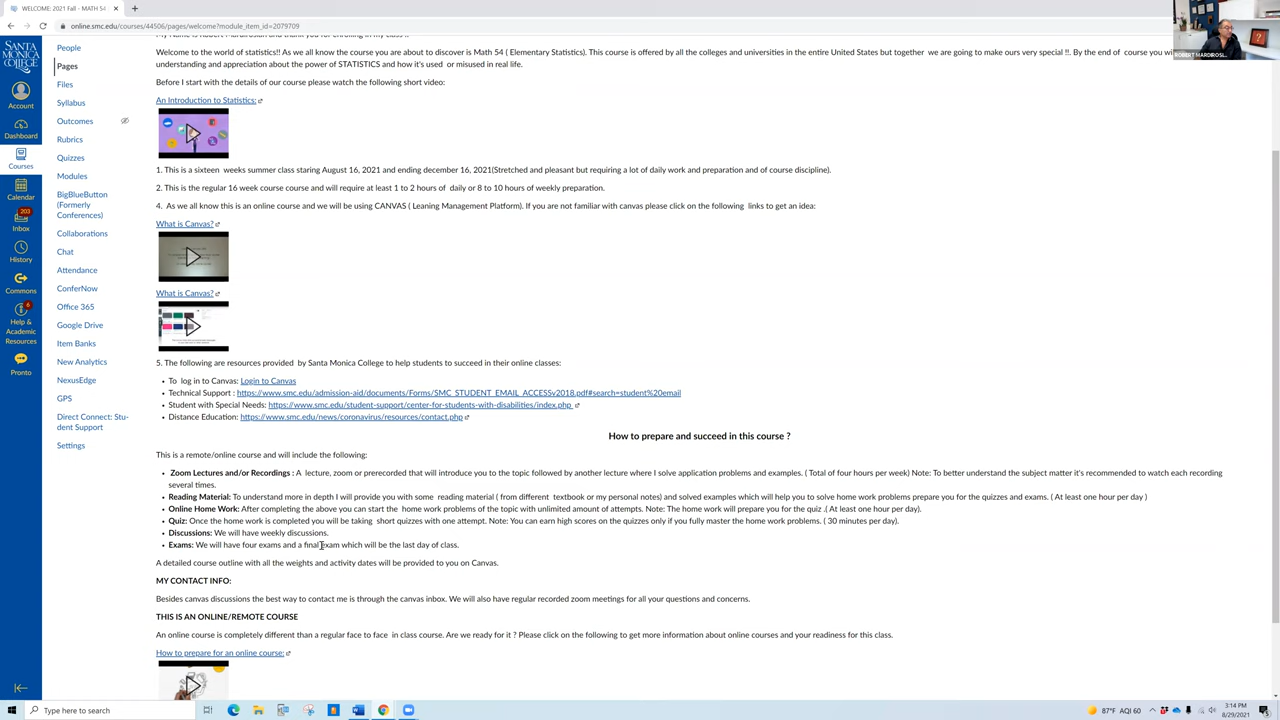 WELCOME: 2021 Fall - MATH 54
online.smc.edu/courses/44506/pages/welcome?module_item_id=2079709
ROBERT MARDIROSI...
Santa
Monica
College
Account
Dashboard
Courses
Calendar
203
Inbox
History
Commons
6
Help &
Academic
Resources
Pronto
People
Pages
Files
Syllabus
Outcomes
Rubrics
Quizzes
Modules
BigBlueButton
(Formerly
Conferences)
Collaborations
Chat
Attendance
ConferNow
Office 365
Google Drive
Item Banks
New Analytics
NexusEdge
GPS
Direct Connect: Stu-
dent Support
Settings
My Name is Robert Mardirosian and thank you for enrolling in my class !!
Welcome to the world of statistics!! As we all know the course you are about to discover is Math 54 ( Elementary Statistics). This course is offered by all the colleges and universities in the entire United States but together we are going to make ours very special !!. By the end of course you wi
understanding and appreciation about the power of STATISTICS and how it's used or misused in real life.
Before I start with the details of our course please watch the following short video:
An Introduction to Statistics:
1. This is a sixteen weeks summer class staring August 16, 2021 and ending december 16, 2021(Stretched and pleasant but requiring a lot of daily work and preparation and of course discipline).
2. This is the regular 16 week course course and will require at least 1 to 2 hours of daily or 8 to 10 hours of weekly preparation.
4. As we all know this is an online course and we will be using CANVAS ( Leaning Management Platform). If you are not familiar with canvas please click on the following links to get an idea:
What is Canvas?
What is Canvas?
5. The following are resources provided by Santa Monica College to help students to succeed in their online classes:
• To log in to Canvas: Login to Canvas
• Technical Support : https://www.smc.edu/admission-aid/documents/Forms/SMC_STUDENT_EMAIL_ACCESSv2018.pdf#search=student%20email
• Student with Special Needs: https://www.smc.edu/student-support/center-for-students-with-disabilities/index.php
• Distance Education: https://www.smc.edu/news/coronavirus/resources/contact.php
How to prepare and succeed in this course ?
This is a remote/online course and will include the following:
• Zoom Lectures and/or Recordings : A lecture, zoom or prerecorded that will introduce you to the topic followed by another lecture where I solve application problems and examples. ( Total of four hours per week) Note: To better understand the subject matter it's recommended to watch each recording
several times.
• Reading Material: To understand more in depth I will provide you with some reading material ( from different textbook or my personal notes) and solved examples which will help you to solve home work problems prepare you for the quizzes and exams. ( At least one hour per day )
• Online Home Work: After completing the above you can start the home work problems of the topic with unlimited amount of attempts. Note: The home work will prepare you for the quiz .( At least one hour per day).
• Quiz: Once the home work is completed you will be taking short quizzes with one attempt. Note: You can earn high scores on the quizzes only if you fully master the home work problems. ( 30 minutes per day).
• Discussions: We will have weekly discussions.
• Exams: We will have four exams and a final exam which will be the last day of class.
A detailed course outline with all the weights and activity dates will be provided to you on Canvas.
MY CONTACT INFO:
Besides canvas discussions the best way to contact me is through the canvas inbox. We will also have regular recorded zoom meetings for all your questions and concerns.
THIS IS AN ONLINE/REMOTE COURSE
An online course is completely different than a regular face to face in class course. Are we ready for it ? Please click on the following to get more information about online courses and your readiness for this class.
How to prepare for an online course:
Type here to search
87°F AQI 60
3:14 PM
8/29/2021